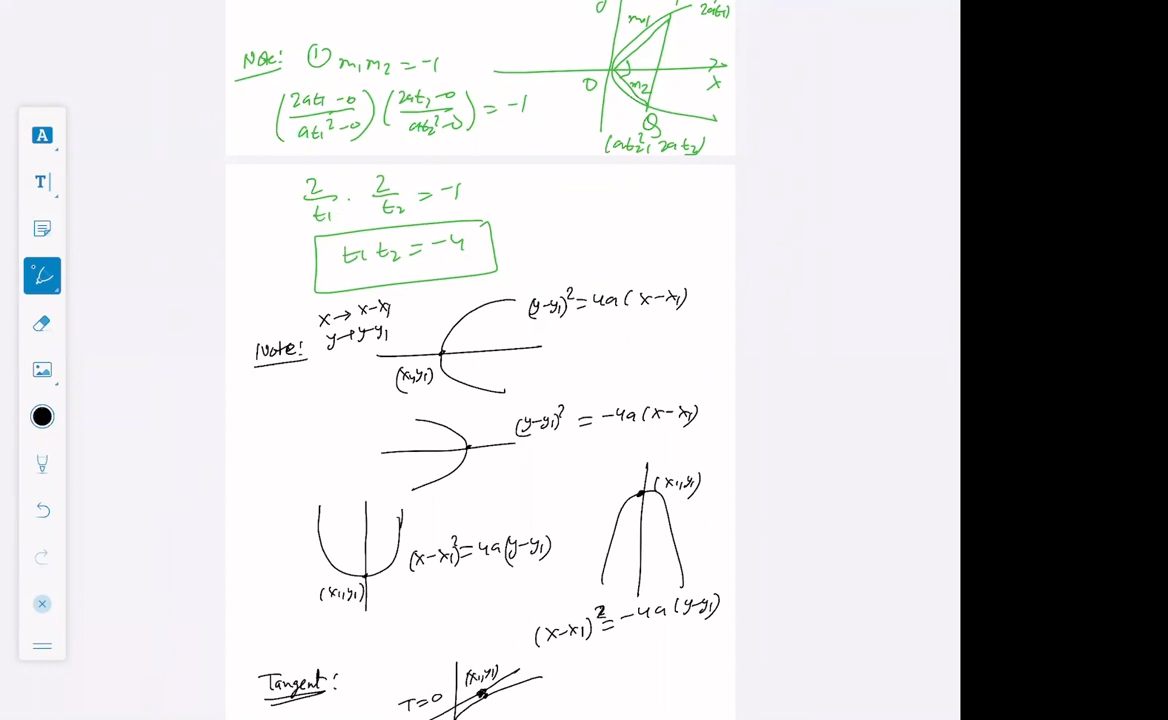 y
2at₁)
Note: ① m₁m₂ = -1
m₁
O
x
m₂
(2at₁-0 / at₁²-0) (2at₂-0 / at₂²-0) = -1
Q
(at₂², 2at₂)
2/t₁ · 2/t₂ = -1
t₁ t₂ = -4
x → x-x₁
y → y-y₁
Note:
(y-y₁)² = 4a(x-x₁)
(x₁,y₁)
(y-y₁)² = -4a(x-x₁)
(x₁,y₁)
(x-x₁)² = 4a(y-y₁)
(x₁,y₁)
(x-x₁)² = -4a(y-y₁)
Tangent:
(x₁,y₁)
T=0
A
T